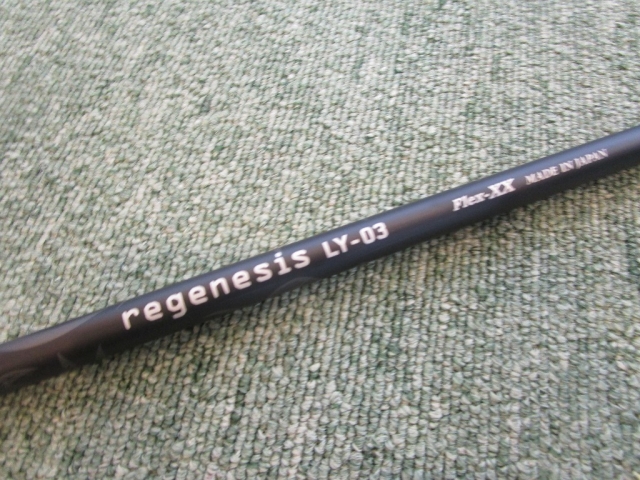 regenesis LY-03 Flex-XX MADE IN JAPAN